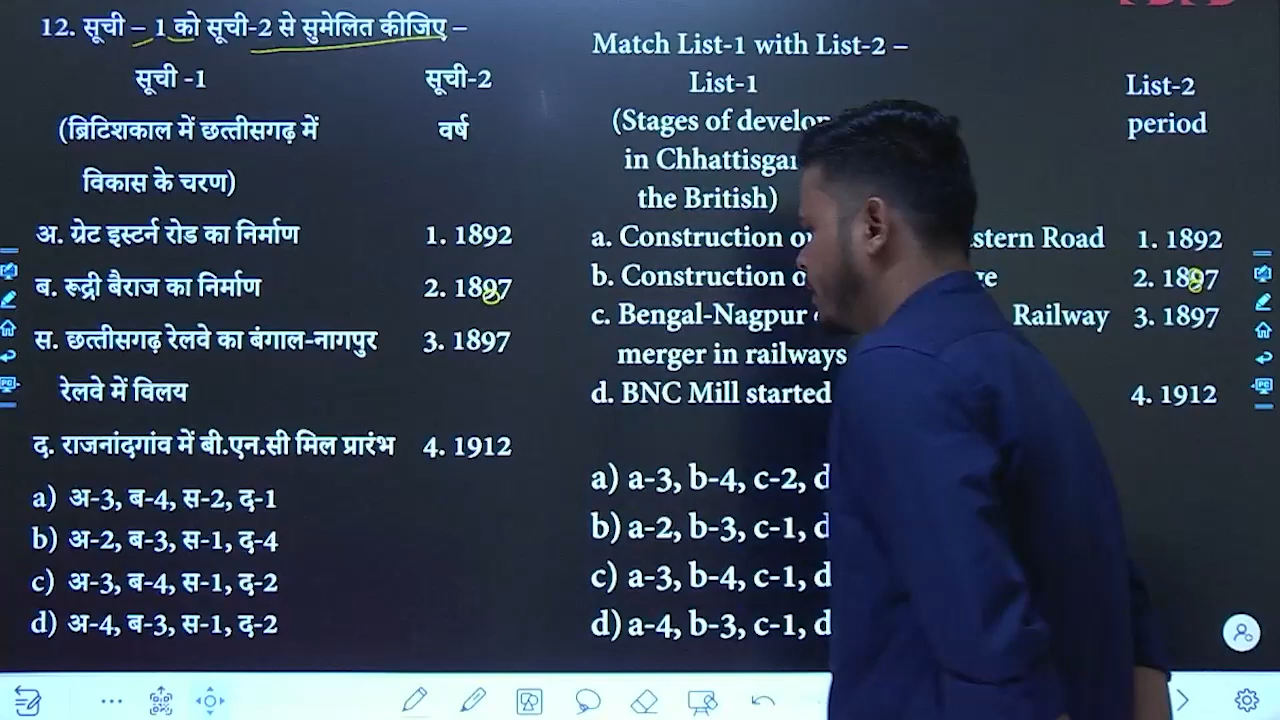 12. सूची – 1 को सूची-2 से सुमेलित कीजिए –
सूची -1 सूची-2
(ब्रिटिशकाल में छत्तीसगढ़ में वर्ष
विकास के चरण)
अ. ग्रेट इस्टर्न रोड का निर्माण 1. 1892
ब. रूद्री बैराज का निर्माण 2. 1897
स. छत्तीसगढ़ रेलवे का बंगाल-नागपुर 3. 1897
रेलवे में विलय
द. राजनांदगांव में बी.एन.सी मिल प्रारंभ 4. 1912
a) अ-3, ब-4, स-2, द-1
b) अ-2, ब-3, स-1, द-4
c) अ-3, ब-4, स-1, द-2
d) अ-4, ब-3, स-1, द-2
Match List-1 with List-2 –
List-1 List-2
(Stages of period
in
the British)
a. Construction Road 1. 1892
b. Construction 2. 1897
c. Bengal-Nagpur Railway 3. 1897
merger in railways
d. BNC Mill started 4. 1912
a) a-3, b-4, c-2, d
b) a-2, b-3, c-1, d
c) a-3, b-4, c-1, d
d) a-4, b-3, c-1, d